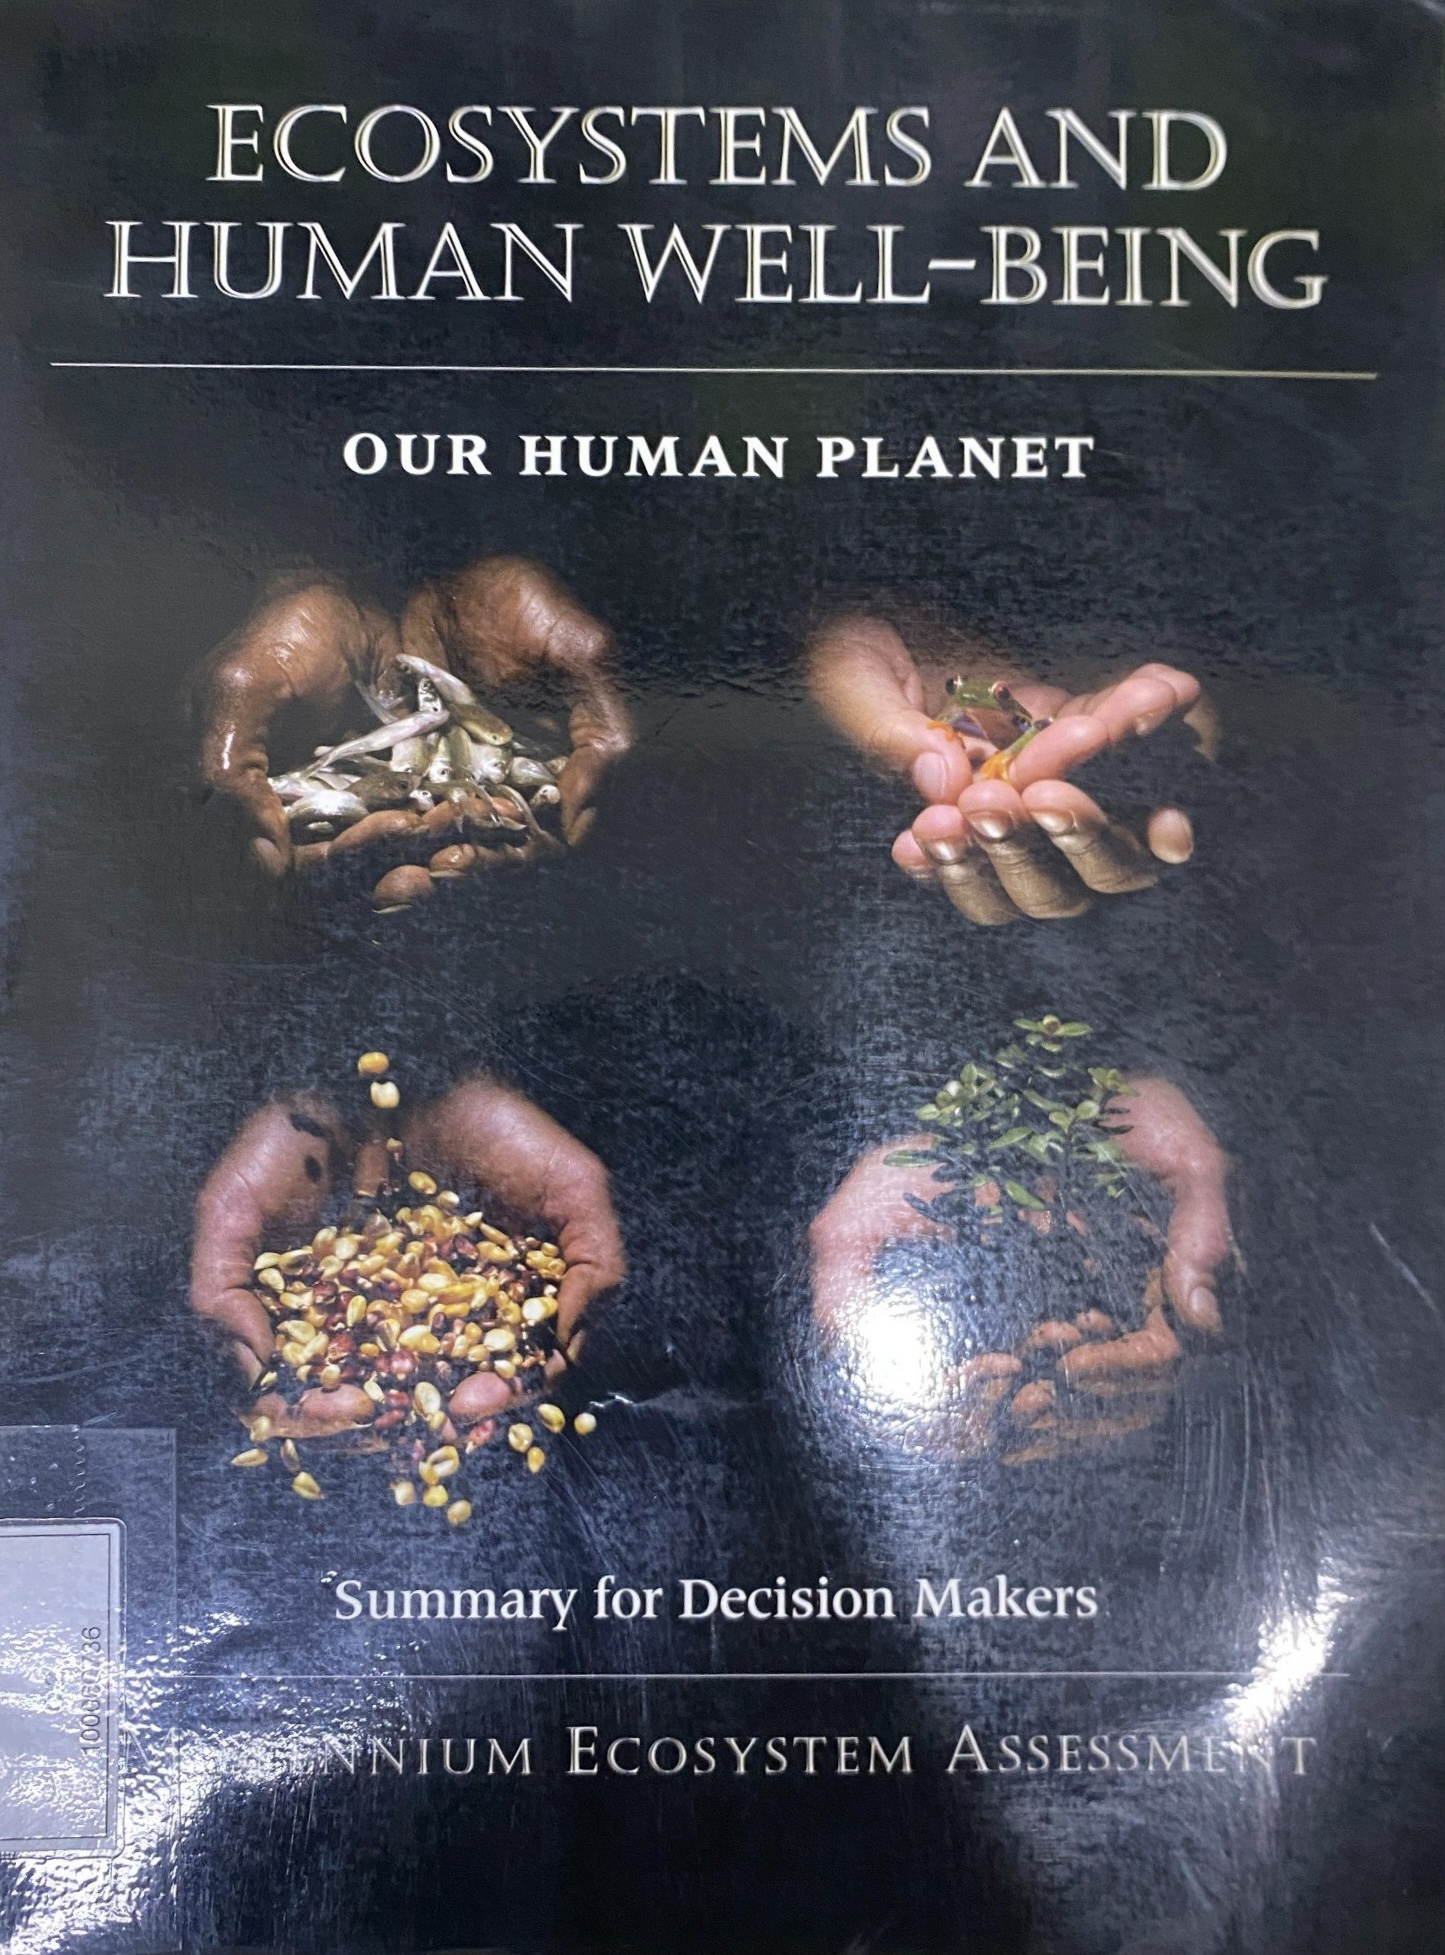 ECOSYSTEMS AND
HUMAN WELL-BEING
OUR HUMAN PLANET
Summary for Decision Makers
ECOSYSTEM ASSESSMENT